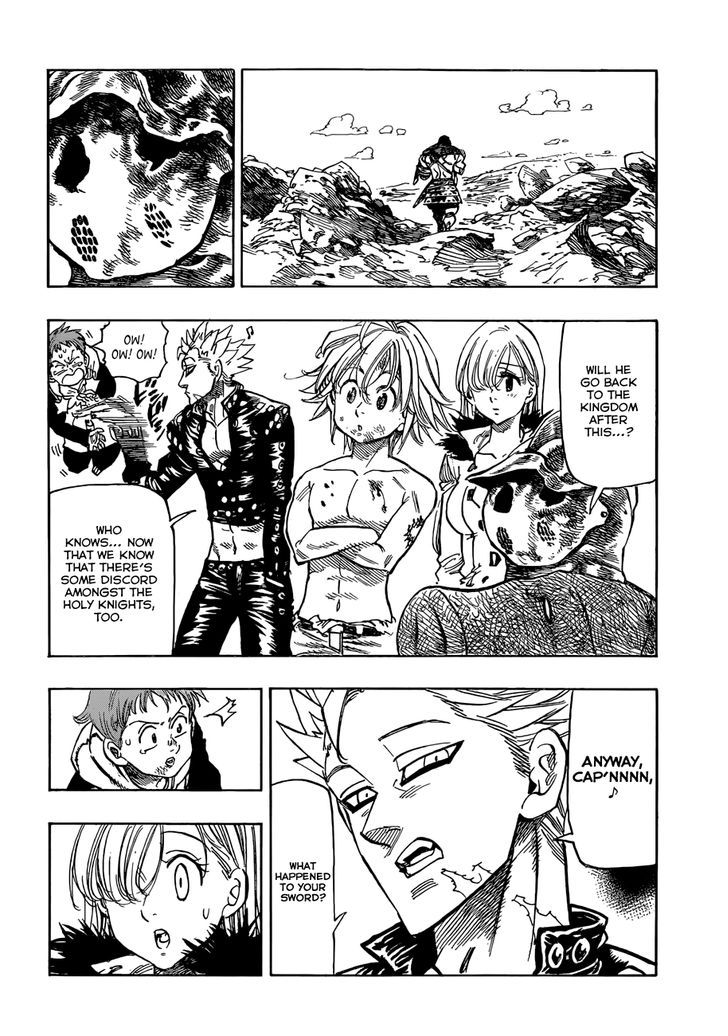 OW!
OW! OW!
WILL HE
GO BACK
TO THE
KINGDOM
AFTER
THIS...?
WHO
KNOWS... NOW
THAT WE KNOW
THAT THERE'S
SOME DISCORD
AMONGST THE
HOLY KNIGHTS,
TOO.
ANYWAY,
CAP'NNNN,
♪
WHAT
HAPPENED
TO YOUR
SWORD?